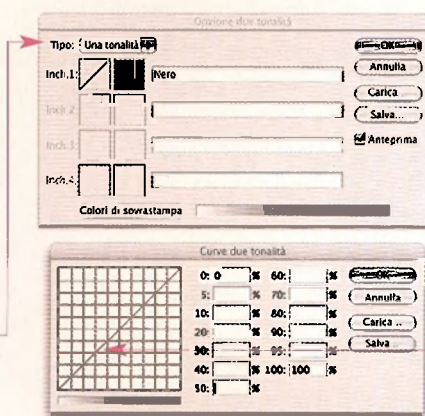 Opzione due tonalità
Tipo: Una tonalità
OK
Inch.1: Nero
Annulla
Carica...
Inch.2:
Salva...
Anteprima
Inch.3:
Inch.4:
Colori di sovrastampa
Curve due tonalità
0: 0 % 60: %
OK
5: % 70: %
Annulla
10: % 80: %
20: % 90: %
Carica...
30: % 95: %
Salva...
40: % 100: 100 %
50: %